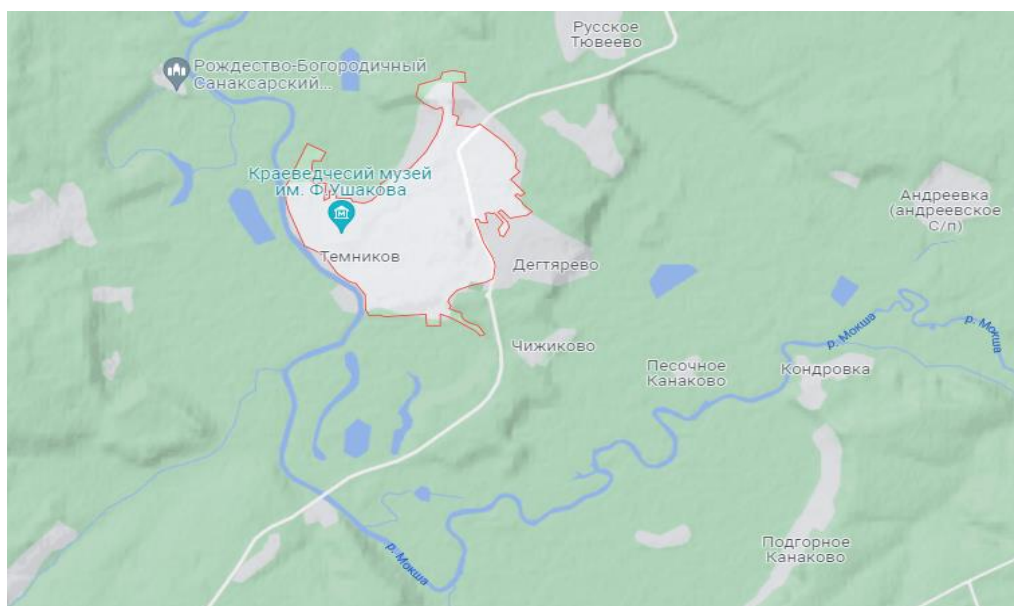 Русское
Тювеево
Рождество-Богородичный
Санаксарский...
Краеведчесий музей
им. Ф.Ушакова
Андреевка
(андреевское
С/п)
Темников
Дегтярево
р. Мокша
р. Мокша
Чижиково
Песочное
Канаково
Кондровка
р. Мокша
Подгорное
Канаково